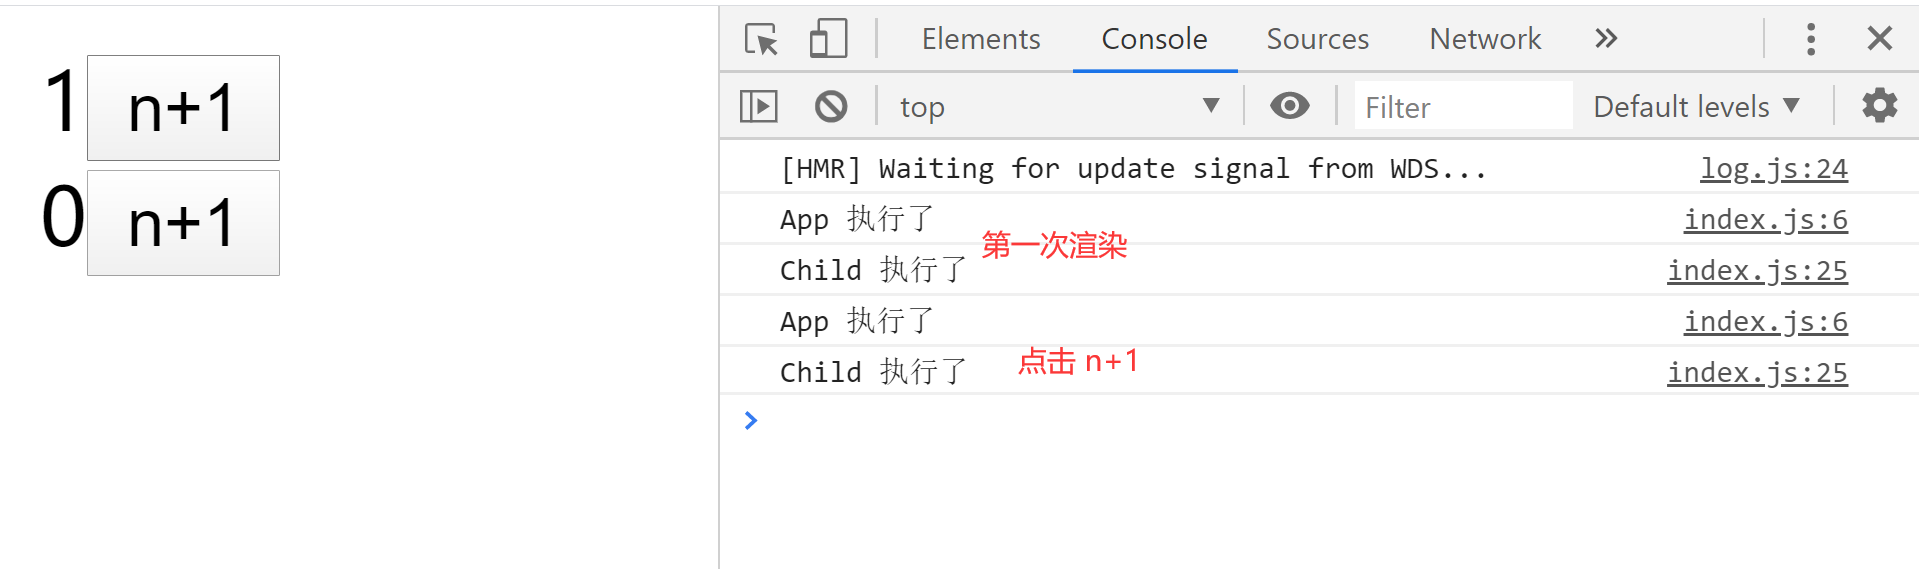 1 n+1
0 n+1
Elements Console Sources Network
top Filter Default levels
[HMR] Waiting for update signal from WDS... log.js:24
App 执行了 index.js:6
第一次渲染
Child 执行了 index.js:25
App 执行了 index.js:6
点击 n+1
Child 执行了 index.js:25